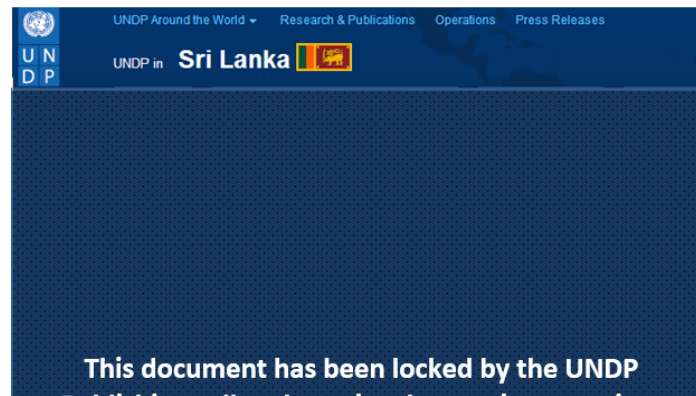 UNDP Around the World Research & Publications Operations Press Releases
U N
D P
UNDP in Sri Lanka
This document has been locked by the UNDP